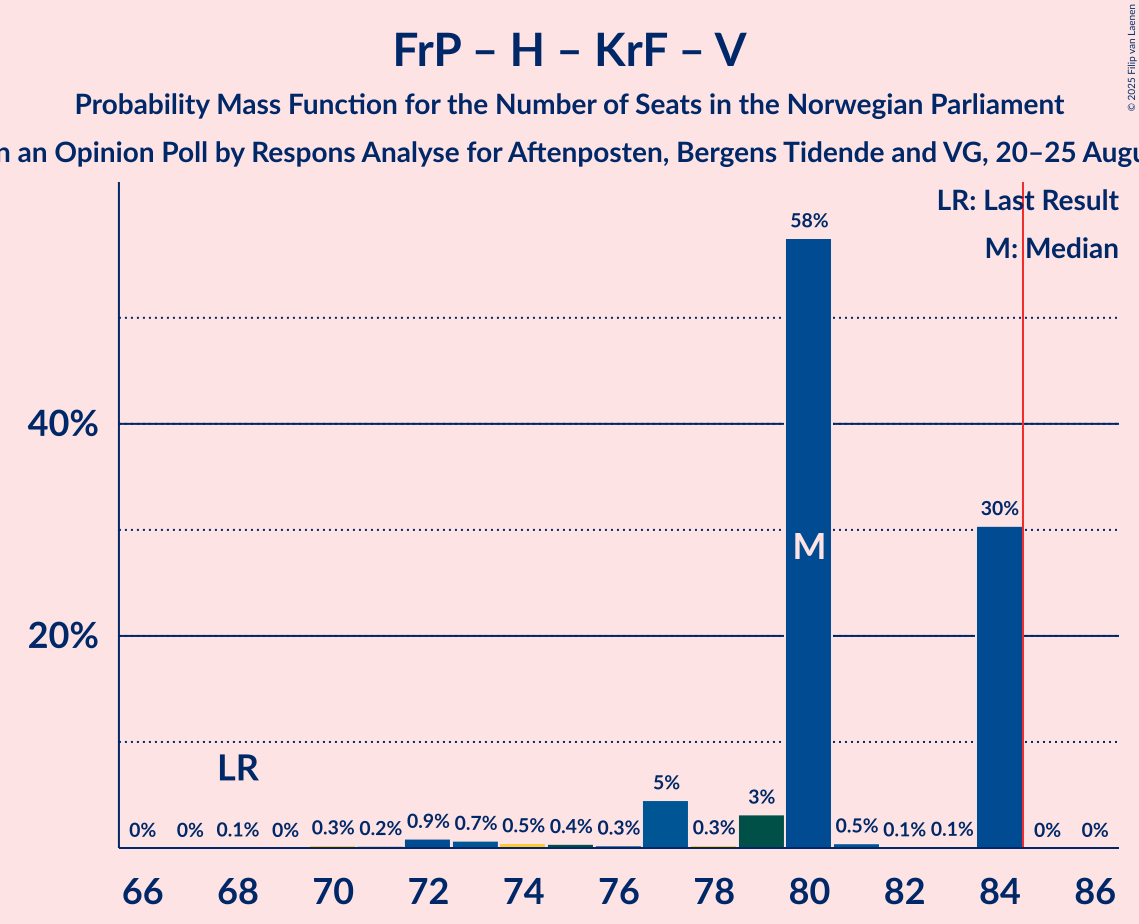 FrP – H – KrF – V
Probability Mass Function for the Number of Seats in the Norwegian Parliament
an Opinion Poll by Respons Analyse for Aftenposten, Bergens Tidende and VG, 20–25
© 2025 Filip van Laenen
LR: Last Result
M: Median
58%
40%
30%
M
20%
LR
5%
3%
0% 0% 0.1% 0% 0.3% 0.2% 0.9% 0.7% 0.5% 0.4% 0.3% 0.3% 0.5% 0.1% 0.1% 0% 0%
66 68 70 72 74 76 78 80 82 84 86